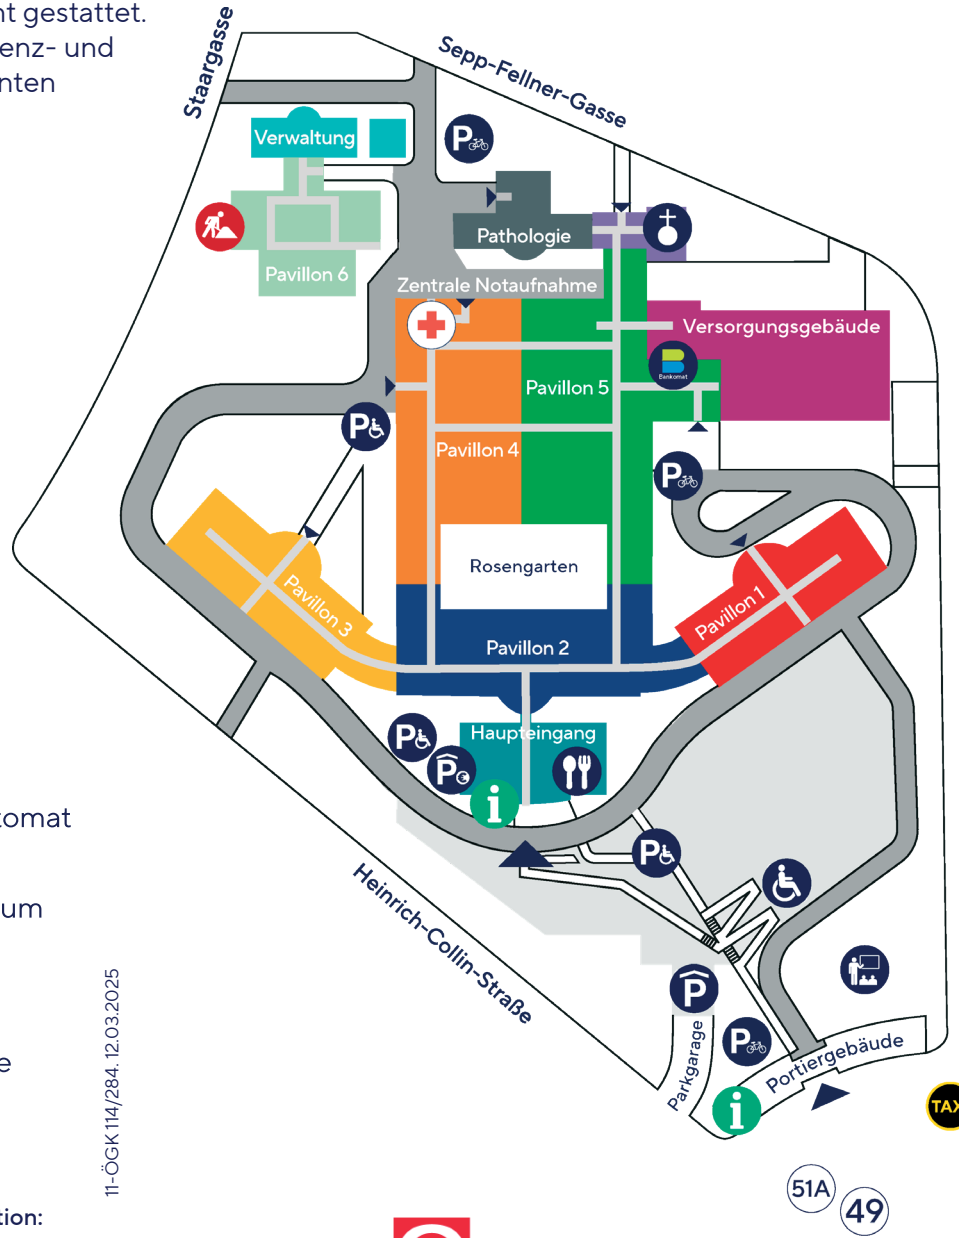 nt gestattet.
enz- und
nten
Staargasse
Sepp-Fellner-Gasse
Verwaltung
P
Pathologie
Pavillon 6
Zentrale Notaufnahme
Versorgungsgebäude
B
Bankomat
Pavillon 5
P
Pavillon 4
P
Rosengarten
Pavillon 3
Pavillon 1
Pavillon 2
Haupteingang
P
P
i
P
tomat
um
Heinrich-Collin-Straße
11-ÖGK 114/284. 12.03.2025
P
P
e
Parkgarage
Portiergebäude
i
TAX
51A
49
tion: